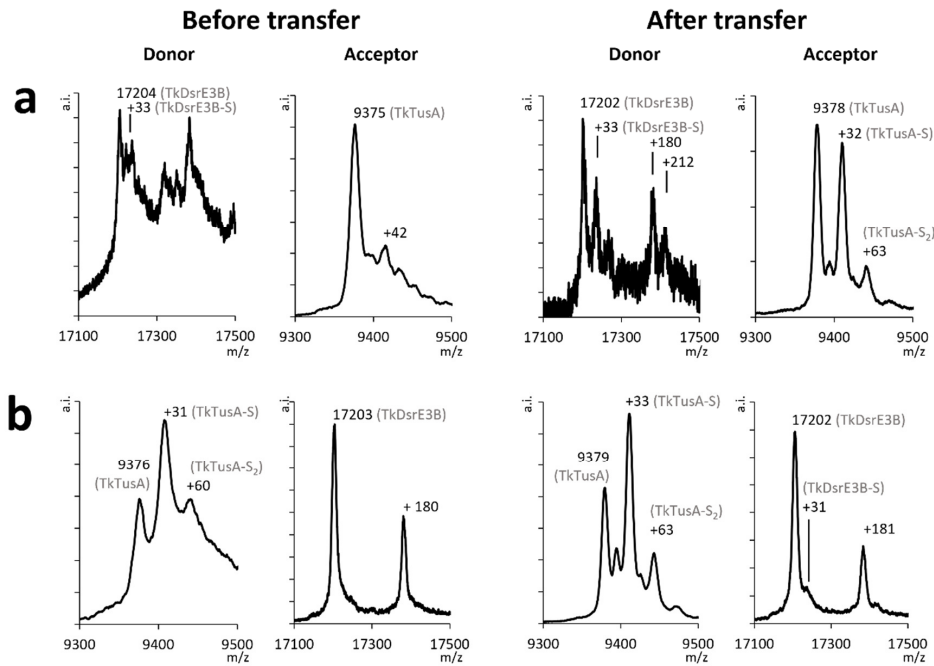 Before transfer
After transfer
Donor
Acceptor
Donor
Acceptor
a
a.i.
17204 (TkDsrE3B)
+33 (TkDsrE3B-S)
17100
17300
17500
m/z
a.i.
9375 (TkTusA)
+42
9300
9400
9500
m/z
a.i.
17202 (TkDsrE3B)
+33 (TkDsrE3B-S)
+180
+212
17100
17300
17500
m/z
a.i.
9378 (TkTusA)
+32 (TkTusA-S)
(TkTusA-S₂)
+63
9300
9400
9500
m/z
b
a.i.
+31 (TkTusA-S)
9376
(TkTusA)
(TkTusA-S₂)
+60
9300
9400
9500
m/z
a.i.
17203 (TkDsrE3B)
+ 180
17100
17300
17500
m/z
a.i.
+33 (TkTusA-S)
9379
(TkTusA)
(TkTusA-S₂)
+63
9300
9400
9500
m/z
a.i.
17202 (TkDsrE3B)
(TkDsrE3B-S)
+31
+181
17100
17300
17500
m/z